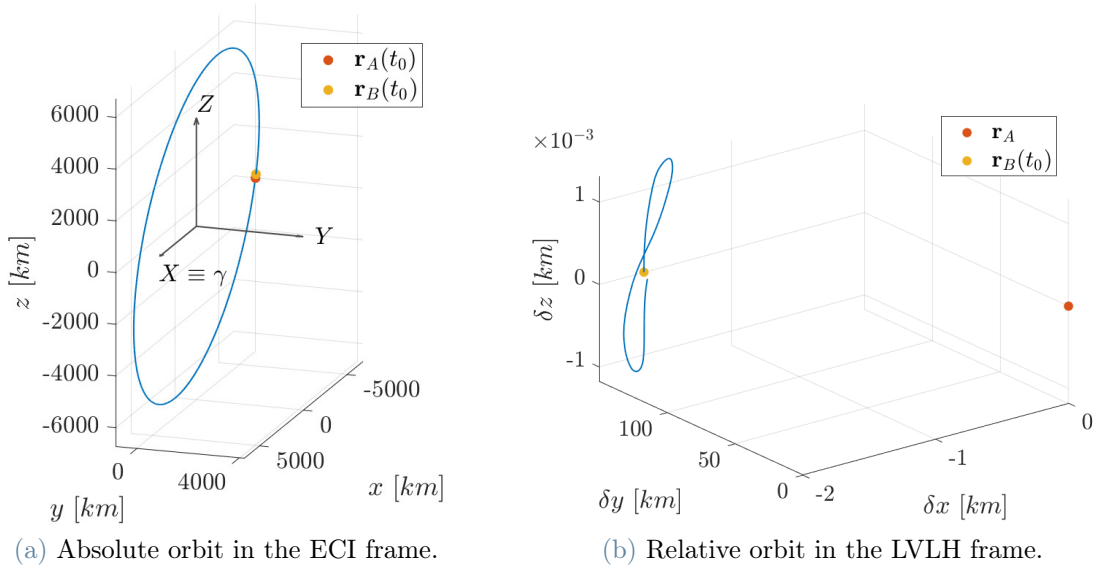 r_A(t_0)
r_B(t_0)
Z
Y
X ≡ γ
6000
4000
2000
0
-2000
-4000
-6000
z [km]
0
4000
y [km]
5000
0
-5000
x [km]
(a) Absolute orbit in the ECI frame.
r_A
r_B(t_0)
×10^{-3}
1
0
-1
δz [km]
100
50
0
δy [km]
-2
-1
0
δx [km]
(b) Relative orbit in the LVLH frame.